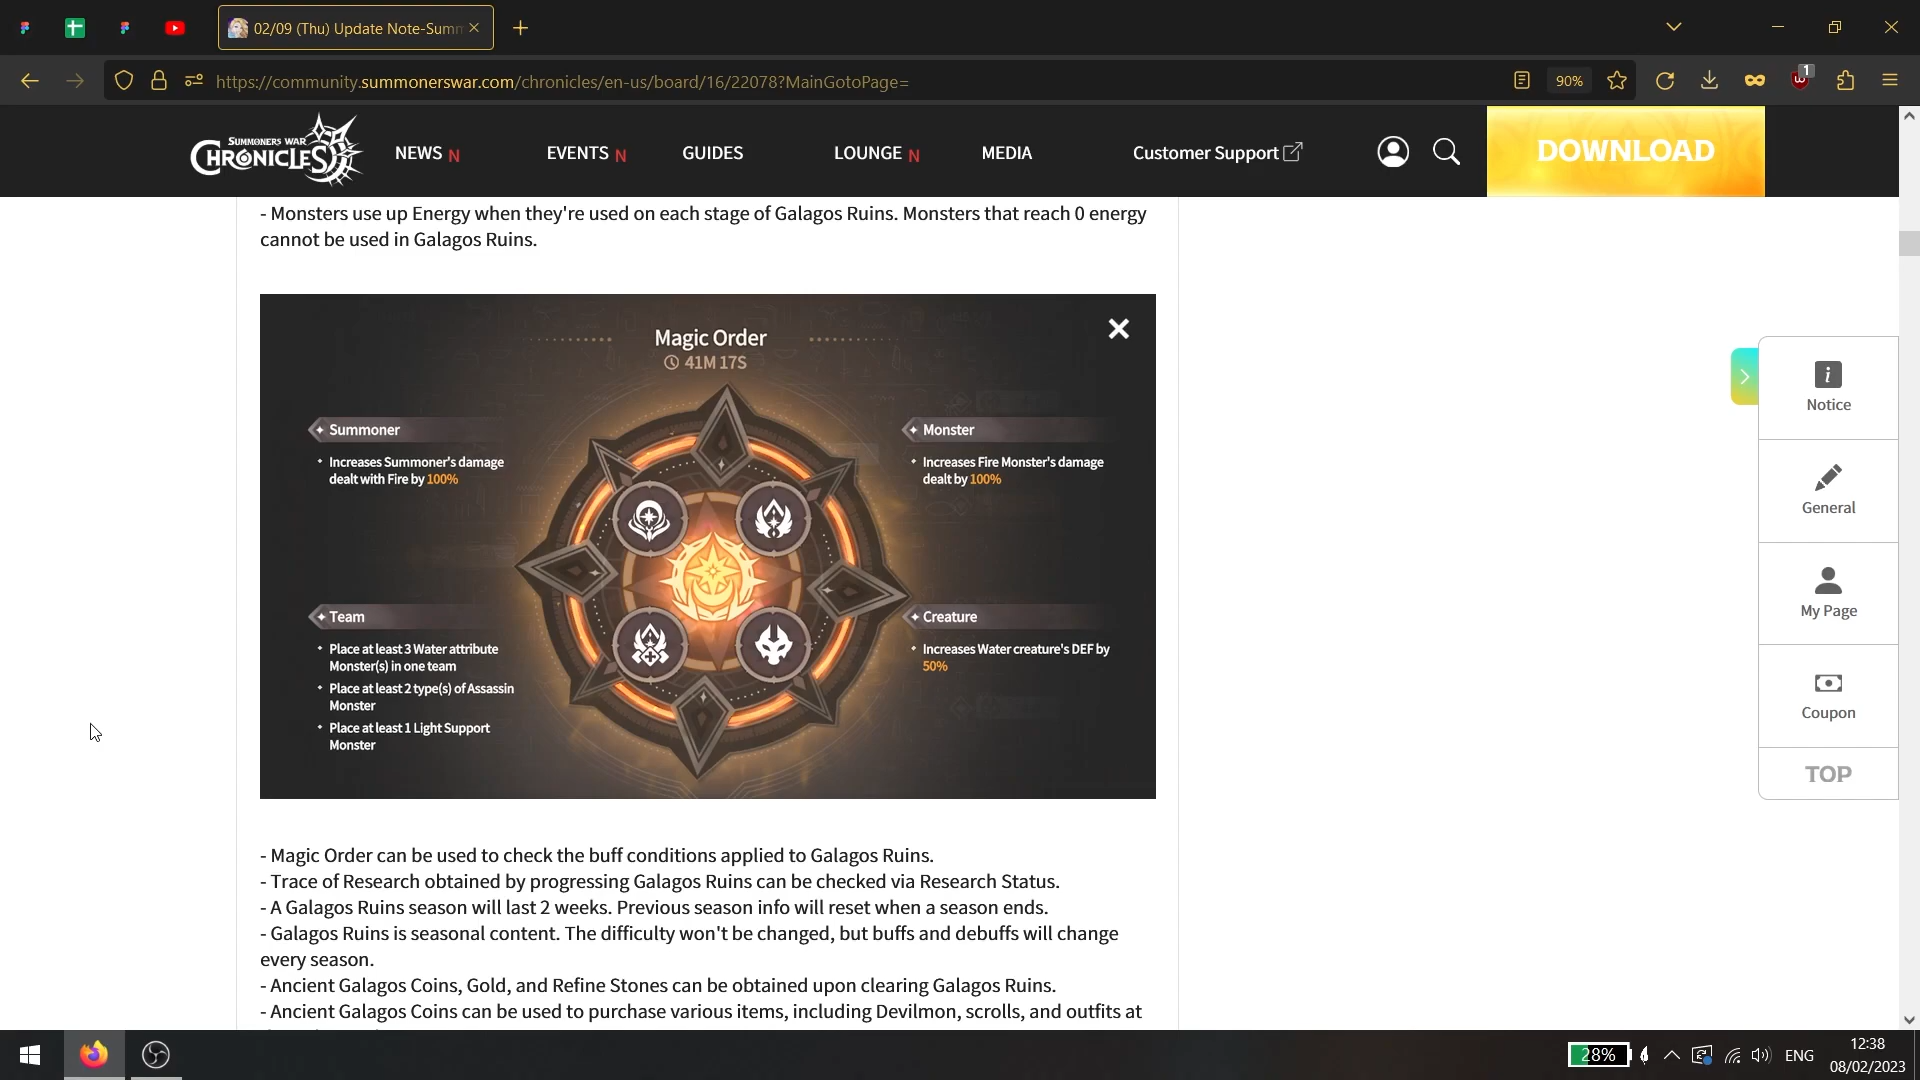 02/09 (Thu) Update Note-Summ
https://community.summonerswar.com/chronicles/en-us/board/16/22078?MainGotoPage=
90%
1
SUMMONERS WAR
CHRONICLES
NEWS N
EVENTS N
GUIDES
LOUNGE N
MEDIA
Customer Support
DOWNLOAD
- Monsters use up Energy when they're used on each stage of Galagos Ruins. Monsters that reach 0 energy
cannot be used in Galagos Ruins.
Magic Order
41M 17S
Summoner
Increases Summoner's damage
dealt with Fire by 100%
Monster
Increases Fire Monster's damage
dealt by 100%
Team
Place at least 3 Water attribute
Monster(s) in one team
Place at least 2 type(s) of Assassin
Monster
Place at least 1 Light Support
Monster
Creature
Increases Water creature's DEF by
50%
- Magic Order can be used to check the buff conditions applied to Galagos Ruins.
- Trace of Research obtained by progressing Galagos Ruins can be checked via Research Status.
- A Galagos Ruins season will last 2 weeks. Previous season info will reset when a season ends.
- Galagos Ruins is seasonal content. The difficulty won't be changed, but buffs and debuffs will change
every season.
- Ancient Galagos Coins, Gold, and Refine Stones can be obtained upon clearing Galagos Ruins.
- Ancient Galagos Coins can be used to purchase various items, including Devilmon, scrolls, and outfits at
Notice
General
My Page
Coupon
TOP
28%
ENG
12:38
08/02/2023